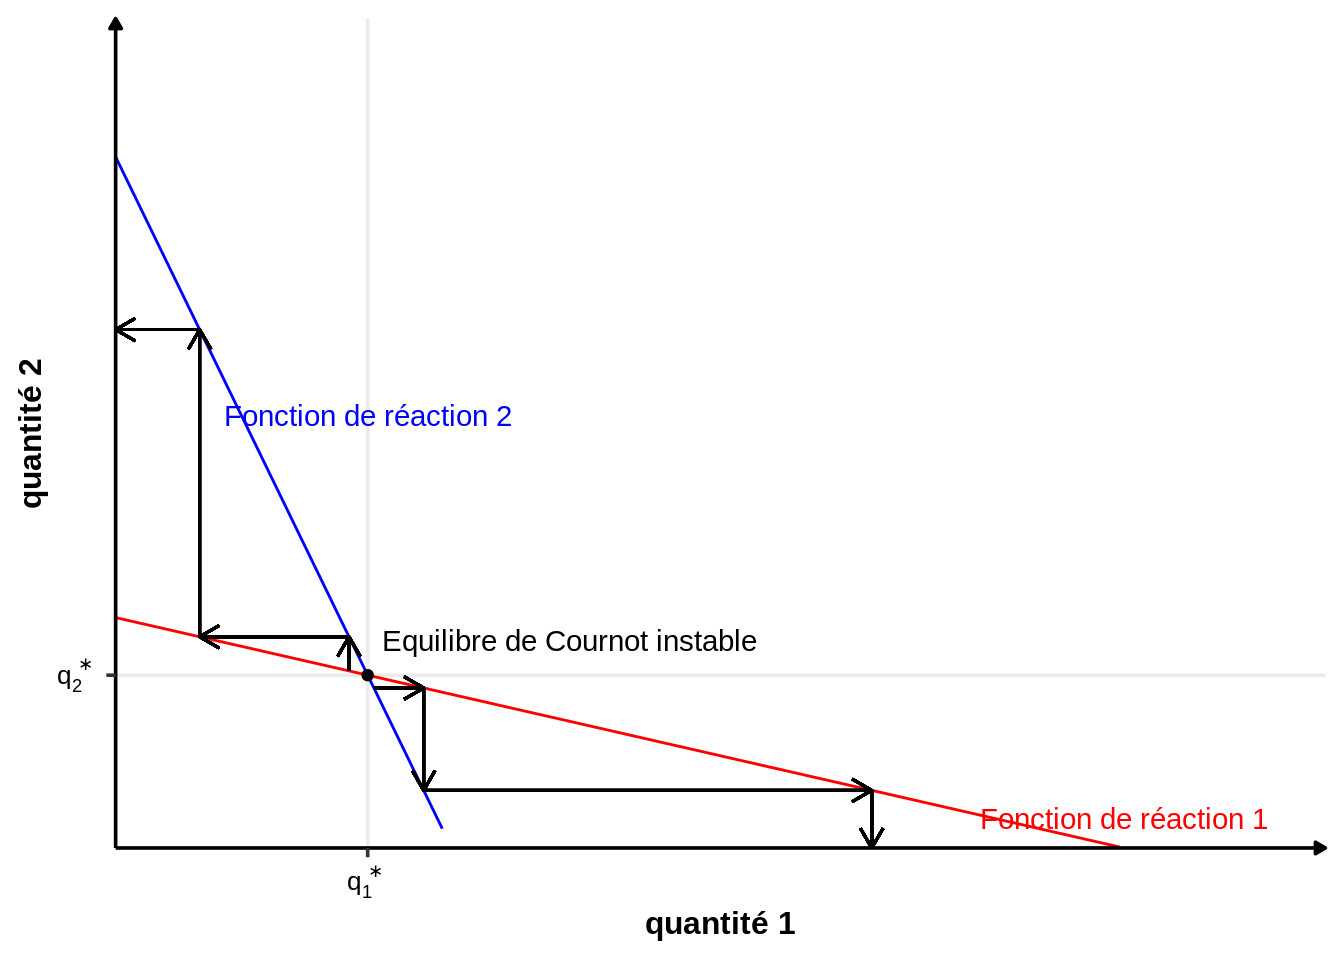 quantité 2
Fonction de réaction 2
Equilibre de Cournot instable
q₂*
Fonction de réaction 1
q₁*
quantité 1